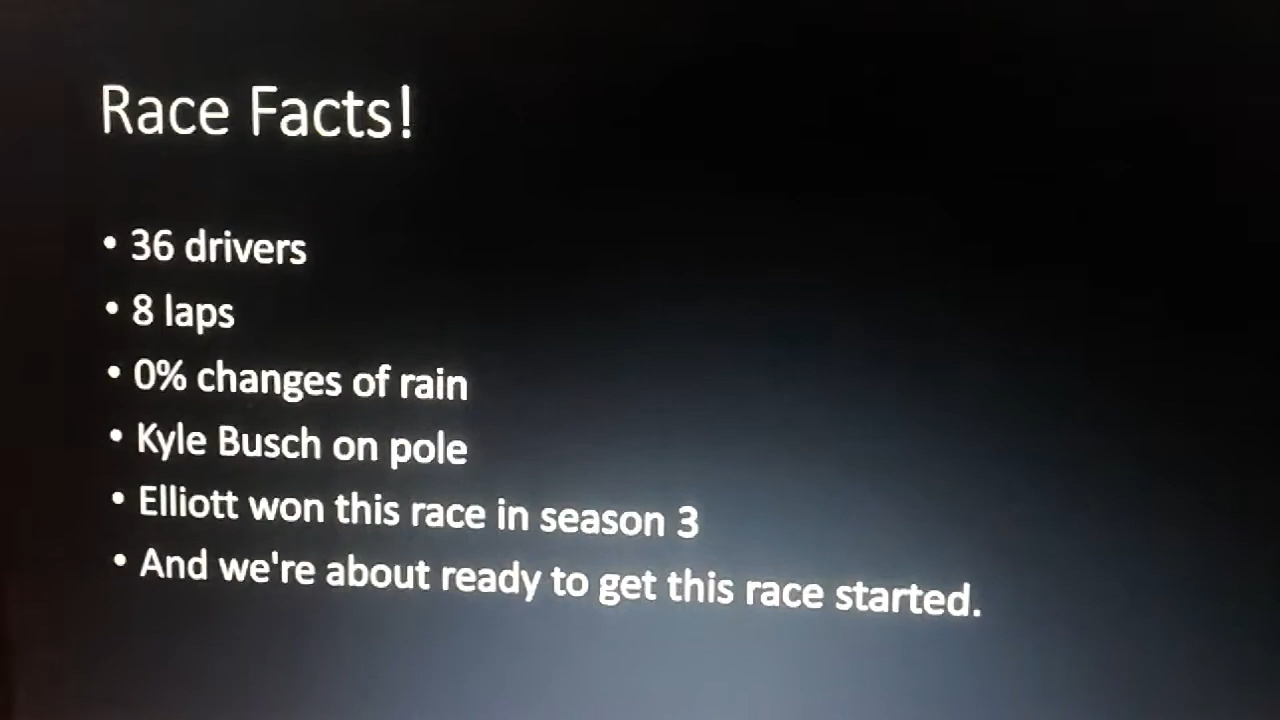 Race Facts!
• 36 drivers
• 8 laps
• 0% changes of rain
• Kyle Busch on pole
• Elliott won this race in season 3
• And we're about ready to get this race started.